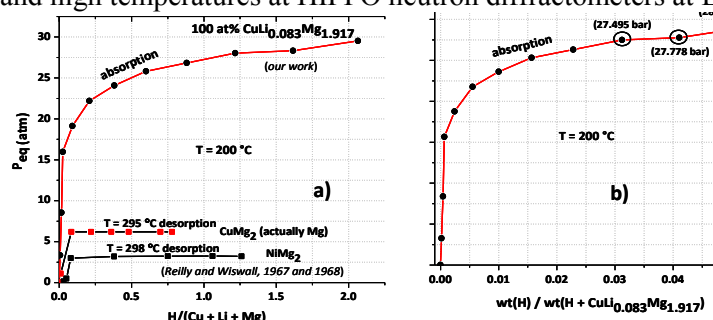 and high temperatures at HIPPO neutron diffractometers at
100 at% CuLi0.083Mg1.917
absorption
(our work)
T = 200 °C
a)
T = 295 °C desorption
CuMg2 (actually Mg)
T = 298 °C desorption
NiMg2
(Reilly and Wiswall, 1967 and 1968)
Peq (atm)
30
25
20
15
10
5
0
0.0 0.5 1.0 1.5 2.0
H/(Cu + Li + Mg)
(27.495 bar)
absorption
(27.778 bar)
T = 200 °C
b)
0.00 0.01 0.02 0.03 0.04
wt(H) / wt(H + CuLi0.083Mg1.917)